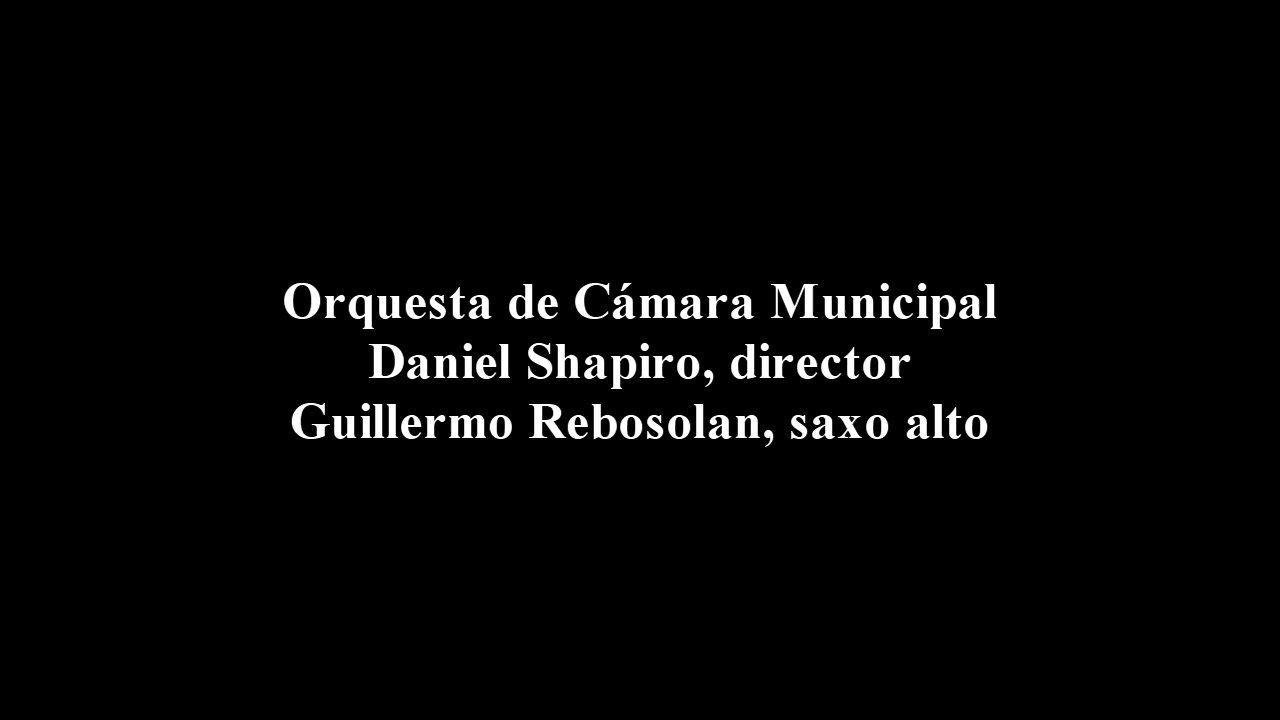 Orquesta de Cámara Municipal
Daniel Shapiro, director
Guillermo Rebosolan, saxo alto